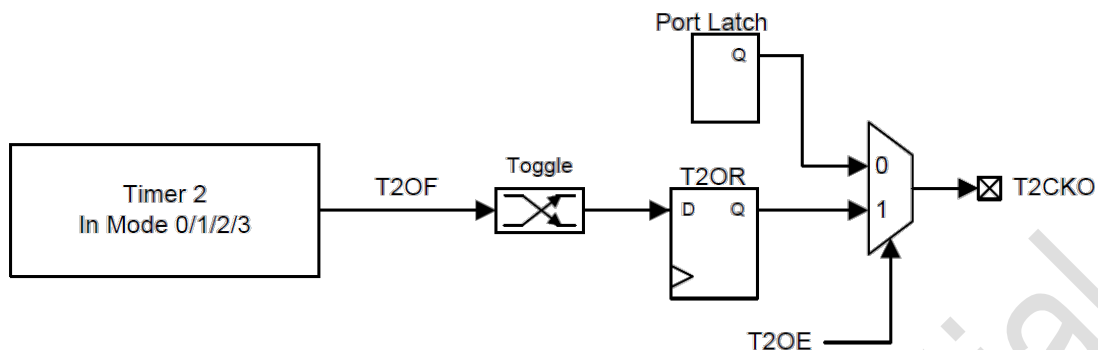 Port Latch
Q
Timer 2
In Mode 0/1/2/3
T2OF
Toggle
T2OR
D Q
0
1
T2CKO
T2OE